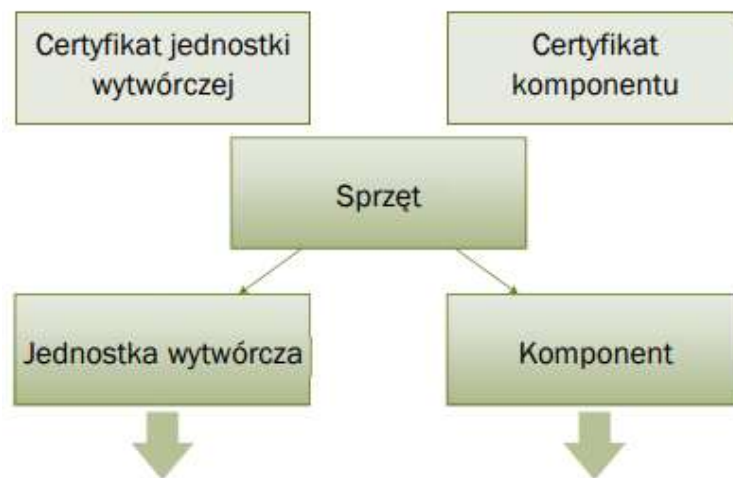 Certyfikat jednostki
wytwórczej
Certyfikat
komponentu
Sprzęt
Jednostka wytwórcza
Komponent